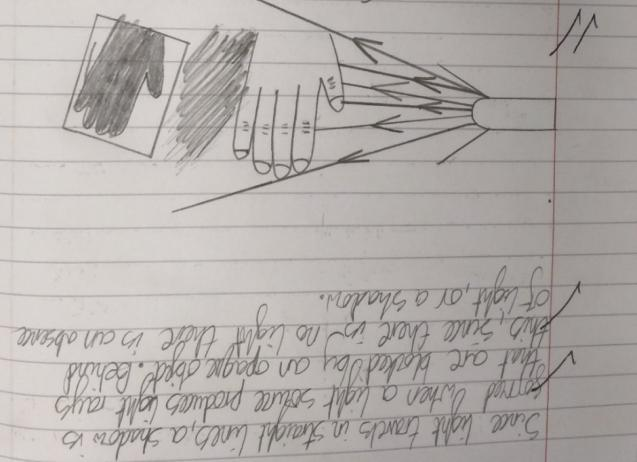 Since light travels in straight lines, a shadow is
formed when a light source produces light rays
that are blocked by an opaque object. Behind
this, since there is no light there is an absence
of light, or a shadow.